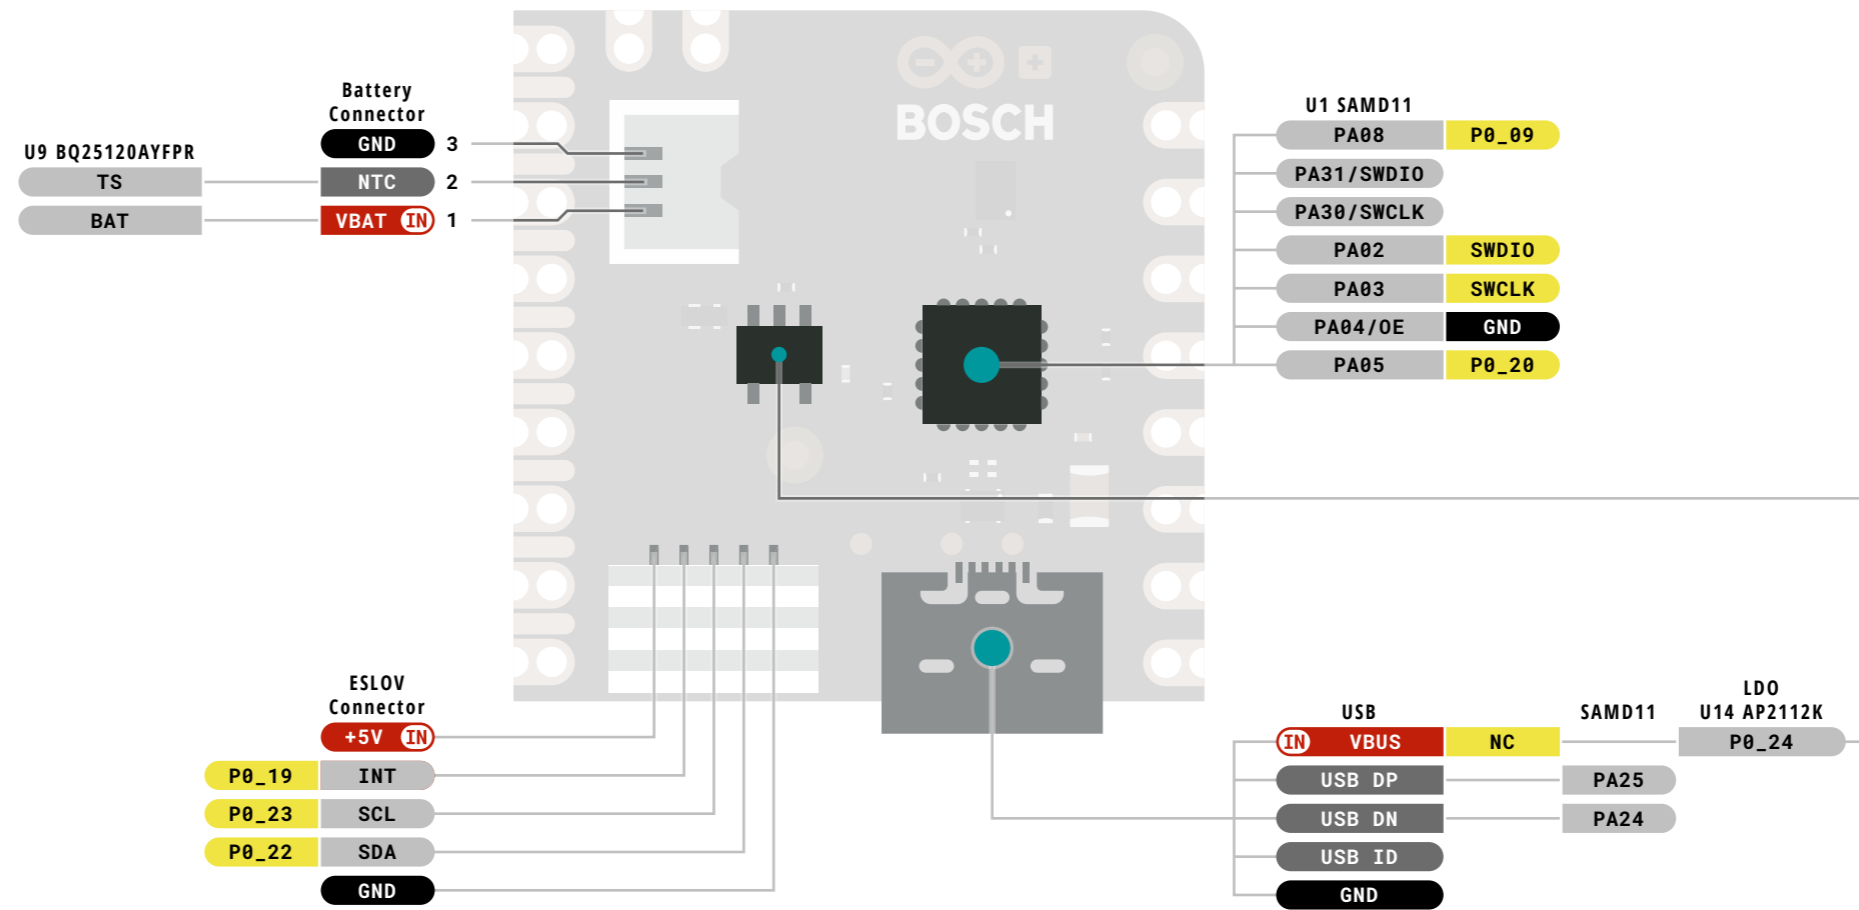 Battery
Connector
GND 3
U9 BQ25120AYFPR
TS NTC 2
BAT VBAT IN 1
BOSCH
U1 SAMD11
PA08 P0_09
PA31/SWDIO
PA30/SWCLK
PA02 SWDIO
PA03 SWCLK
PA04/OE GND
PA05 P0_20
ESLOV
Connector
+5V IN
P0_19 INT
P0_23 SCL
P0_22 SDA
GND
USB SAMD11 LDO
U14 AP2112K
IN VBUS NC P0_24
USB DP PA25
USB DN PA24
USB ID
GND